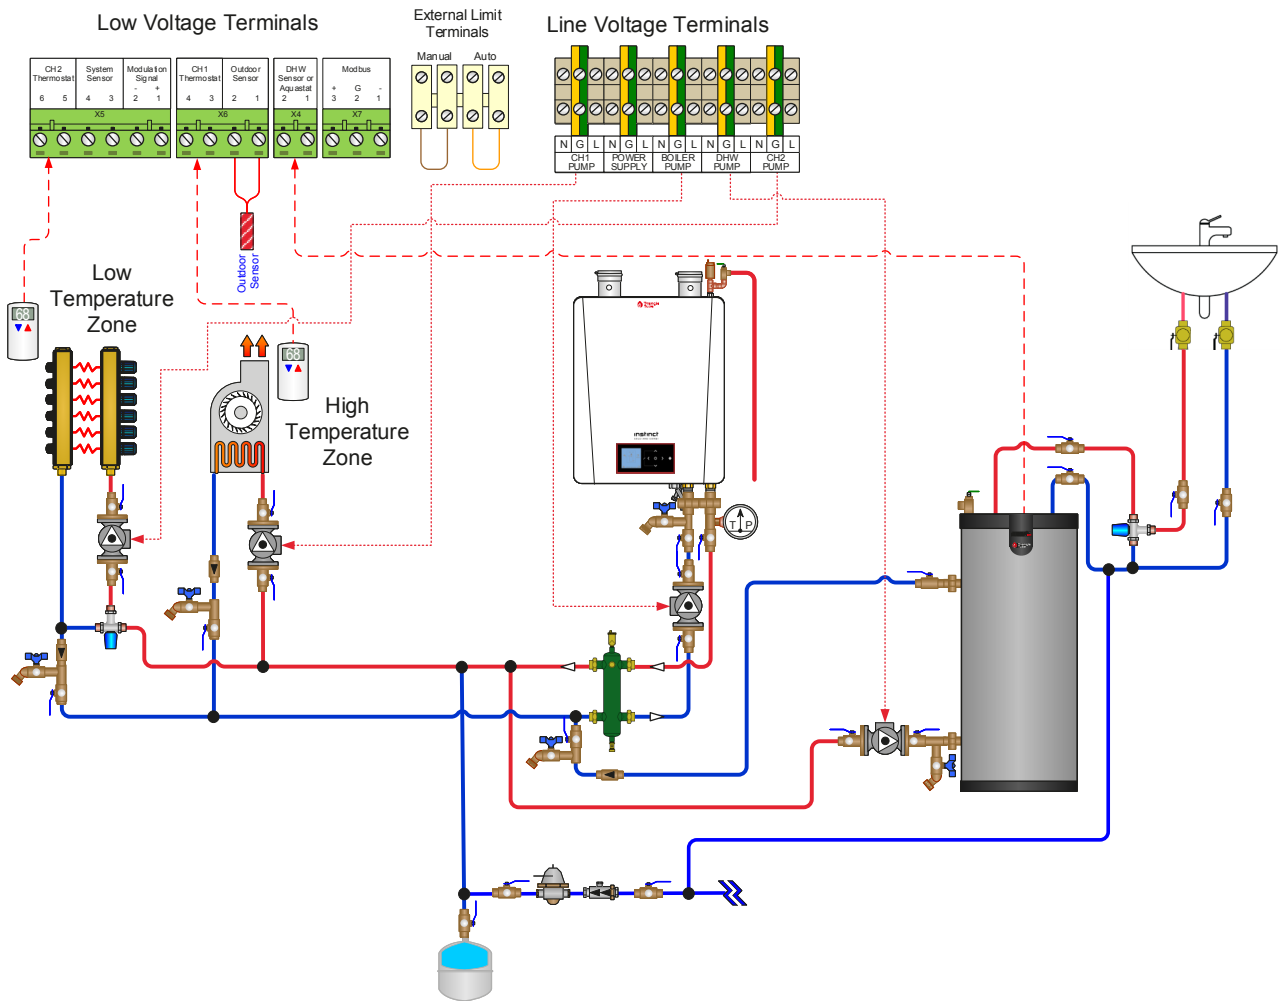 Low Voltage Terminals
External Limit
Terminals
Manual Auto
Line Voltage Terminals
CH2
Thermostat
6 5
System
Sensor
4 3
Modulation
Signal
- +
2 1
X5
CH1
Thermostat
4 3
Outdoor
Sensor
2 1
X6
DHW
Sensor or
Aquastat
2 1
X4
Modbus
+ G -
3 2 1
X7
N G L N G L N G L N G L N G L
CH1
PUMP
POWER
SUPPLY
BOILER
PUMP
DHW
PUMP
CH2
PUMP
Outdoor
Sensor
Low
Temperature
Zone
68
68
High
Temperature
Zone
instinct
T P